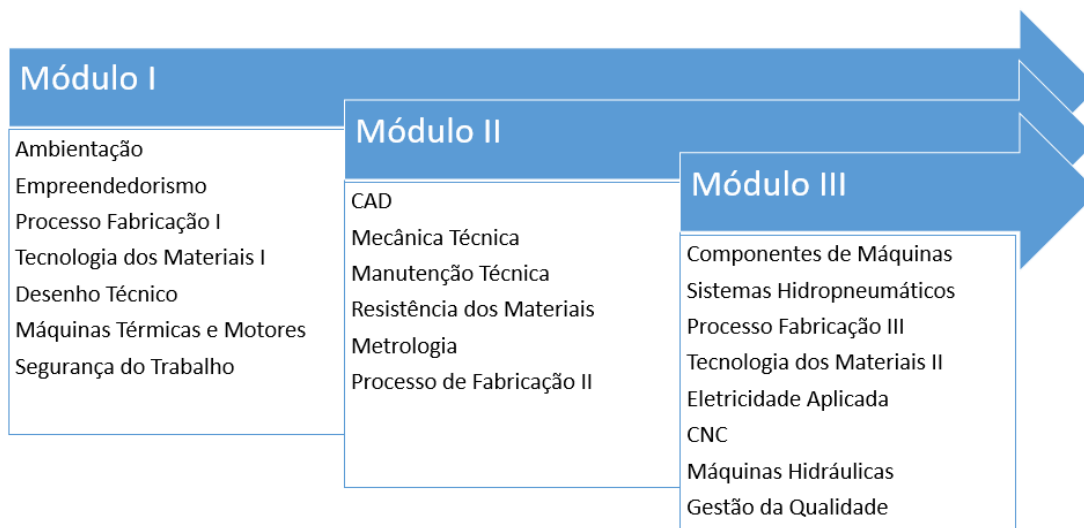 Módulo I
Ambientação
Empreendedorismo
Processo Fabricação I
Tecnologia dos Materiais I
Desenho Técnico
Máquinas Térmicas e Motores
Segurança do Trabalho
Módulo II
CAD
Mecânica Técnica
Manutenção Técnica
Resistência dos Materiais
Metrologia
Processo de Fabricação II
Módulo III
Componentes de Máquinas
Sistemas Hidropneumáticos
Processo Fabricação III
Tecnologia dos Materiais II
Eletricidade Aplicada
CNC
Máquinas Hidráulicas
Gestão da Qualidade